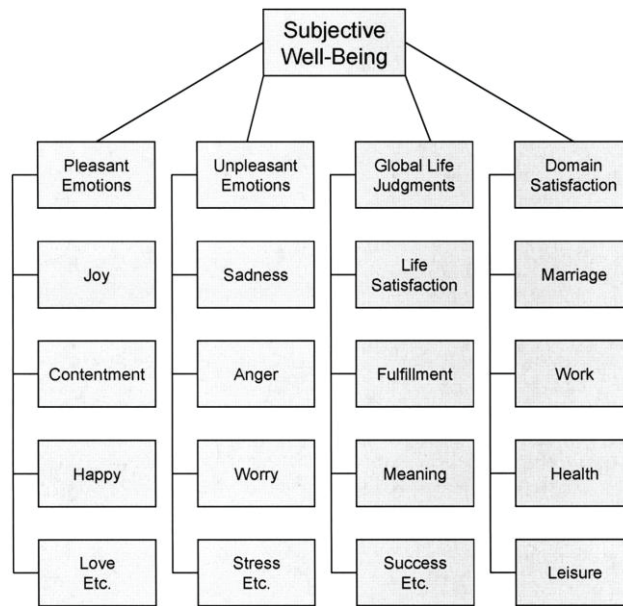 Subjective
Well-Being
Pleasant
Emotions
Unpleasant
Emotions
Global Life
Judgments
Domain
Satisfaction
Joy
Sadness
Life
Satisfaction
Marriage
Contentment
Anger
Fulfillment
Work
Happy
Worry
Meaning
Health
Love
Etc.
Stress
Etc.
Success
Etc.
Leisure